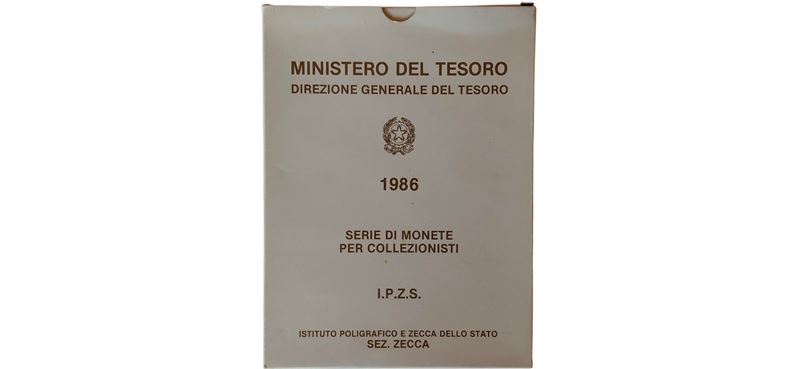 MINISTERO DEL TESORO
DIREZIONE GENERALE DEL TESORO
1986
SERIE DI MONETE
PER COLLEZIONISTI
I.P.Z.S.
ISTITUTO POLIGRAFICO E ZECCA DELLO STATO
SEZ. ZECCA